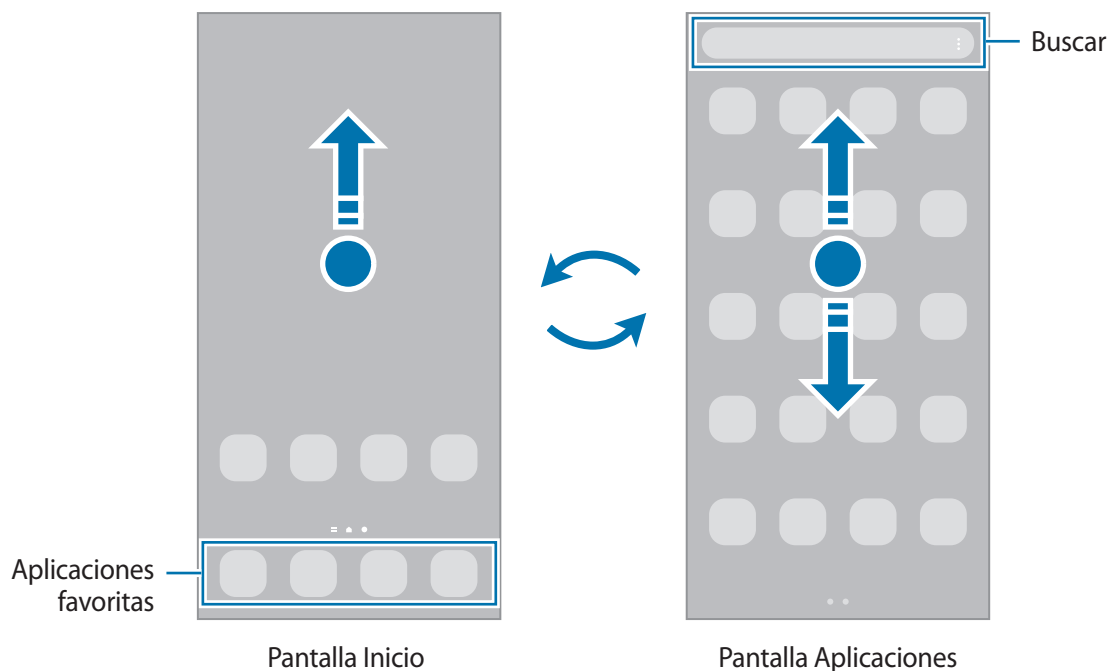 Buscar
Aplicaciones
favoritas
Pantalla Inicio
Pantalla Aplicaciones